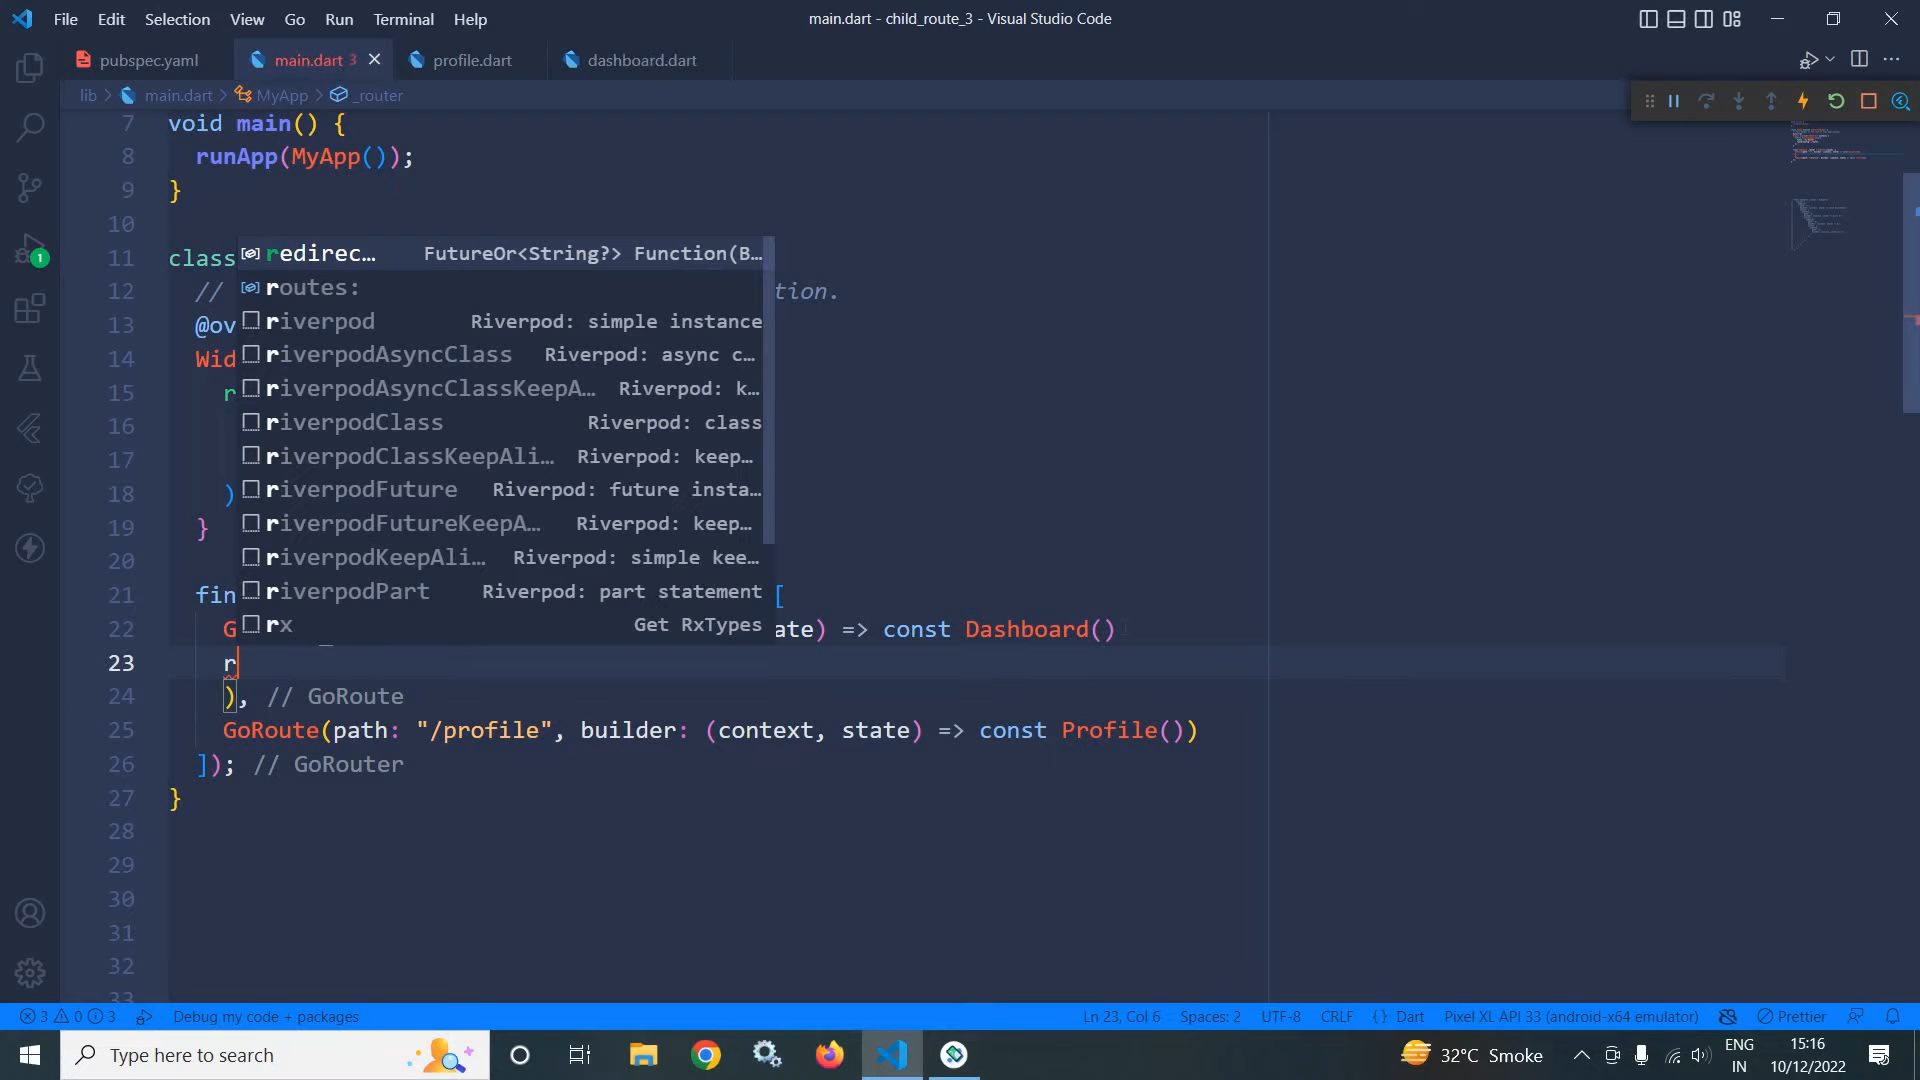 File Edit Selection View Go Run Terminal Help
main.dart - child_route_3 - Visual Studio Code
pubspec.yaml
main.dart 3
profile.dart
dashboard.dart
lib > main.dart > MyApp > _router
7 void main() {
8 runApp(MyApp());
9 }
10
11 class
12 // tion.
13 @ov
14 Wid
15 r
16
17
18 )
19 }
20
21 fin [
22 G ate) => const Dashboard()
23 r
24 ), // GoRoute
25 GoRoute(path: "/profile", builder: (context, state) => const Profile())
26 ]); // GoRouter
27 }
28
29
30
31
32
33
redirec... FutureOr<String?> Function(B...
routes:
riverpod Riverpod: simple instance
riverpodAsyncClass Riverpod: async c...
riverpodAsyncClassKeepA... Riverpod: k...
riverpodClass Riverpod: class
riverpodClassKeepAli... Riverpod: keep...
riverpodFuture Riverpod: future insta...
riverpodFutureKeepA... Riverpod: keep...
riverpodKeepAli... Riverpod: simple kee...
riverpodPart Riverpod: part statement
rx Get RxTypes
1
3 0 3 Debug my code + packages
Ln 23, Col 6 Spaces: 2 UTF-8 CRLF {} Dart Pixel XL API 33 (android-x64 emulator) Prettier
Type here to search
32°C Smoke
ENG
IN
15:16
10/12/2022